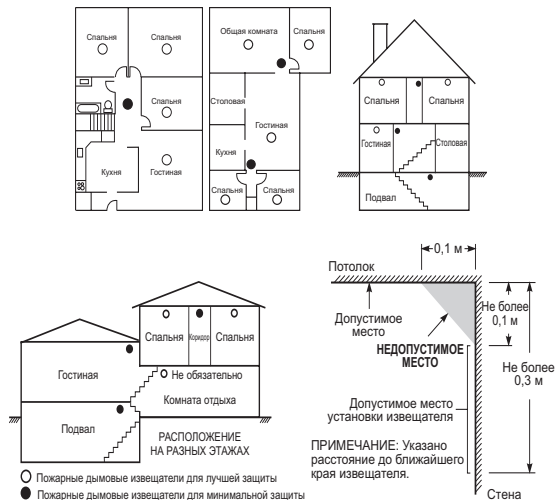 Спальня
Спальня
Спальня
Кухня
Гостиная
Общая комната
Спальня
Столовая
Гостиная
Кухня
Спальня
Спальня
Спальня
Спальня
Гостиная
Столовая
Подвал
Спальня
Коридор
Спальня
Гостиная
Не обязательно
Комната отдыха
Подвал
РАСПОЛОЖЕНИЕ
НА РАЗНЫХ ЭТАЖАХ
Пожарные дымовые извещатели для лучшей защиты
Пожарные дымовые извещатели для минимальной защиты
0,1 м
Потолок
Допустимое
место
Не более
0,1 м
НЕДОПУСТИМОЕ
МЕСТО
Не более
0,3 м
Допустимое место
установки извещателя
ПРИМЕЧАНИЕ: Указано
расстояние до ближайшего
края извещателя.
Стена